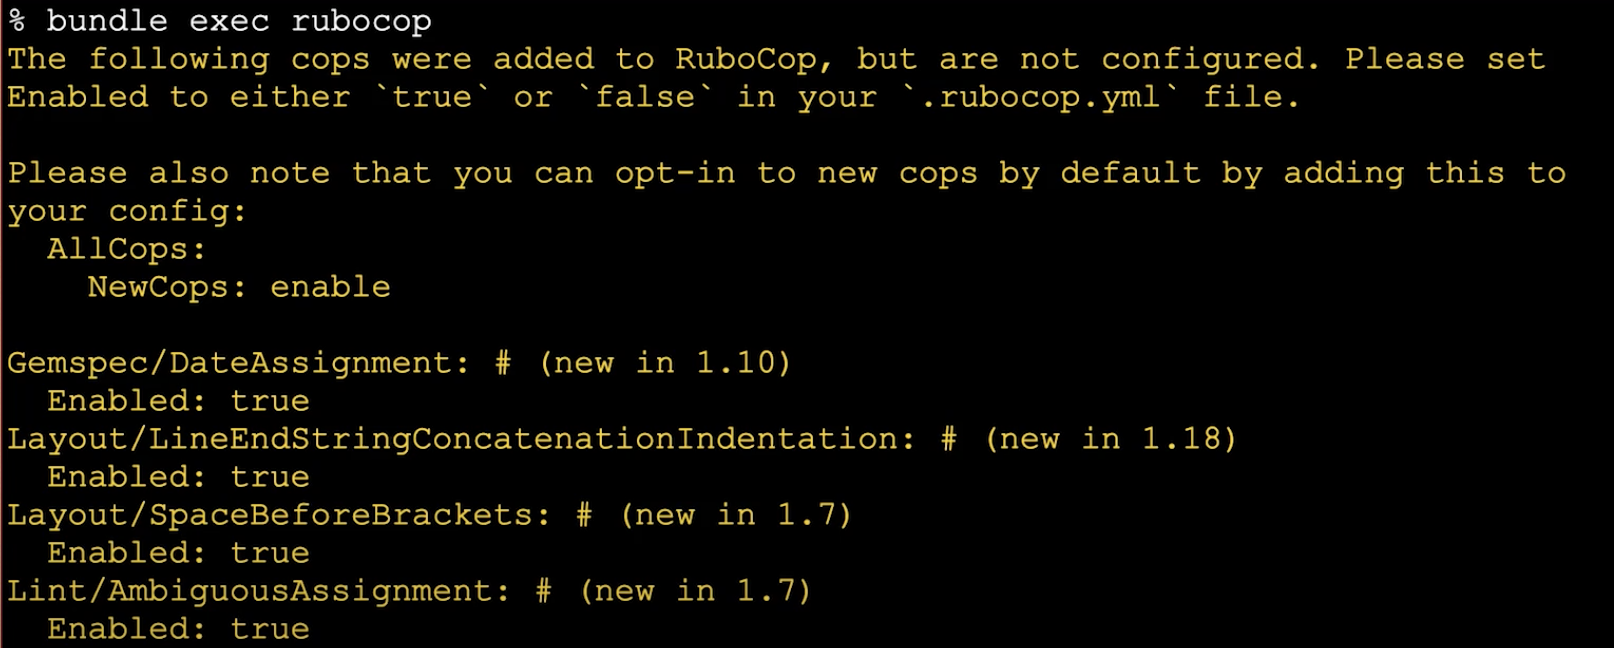 % bundle exec rubocop
The following cops were added to RuboCop, but are not configured. Please set
Enabled to either `true` or `false` in your `.rubocop.yml` file.

Please also note that you can opt-in to new cops by default by adding this to
your config:
  AllCops:
    NewCops: enable

Gemspec/DateAssignment: # (new in 1.10)
  Enabled: true
Layout/LineEndStringConcatenationIndentation: # (new in 1.18)
  Enabled: true
Layout/SpaceBeforeBrackets: # (new in 1.7)
  Enabled: true
Lint/AmbiguousAssignment: # (new in 1.7)
  Enabled: true